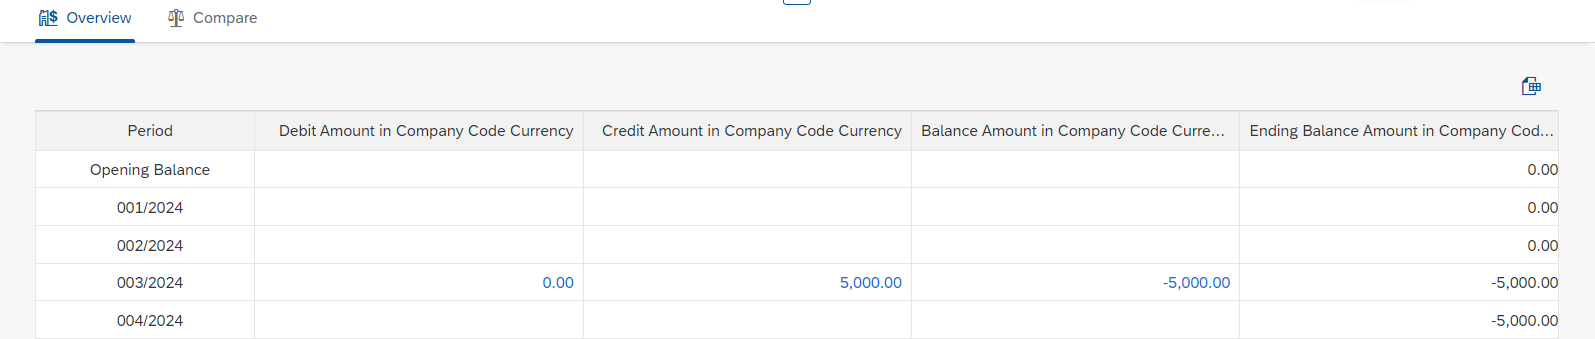 Overview Compare
Period Debit Amount in Company Code Currency Credit Amount in Company Code Currency Balance Amount in Company Code Curre... Ending Balance Amount in Company Cod...
Opening Balance 0.00
001/2024 0.00
002/2024 0.00
003/2024 0.00 5,000.00 -5,000.00 -5,000.00
004/2024 -5,000.00